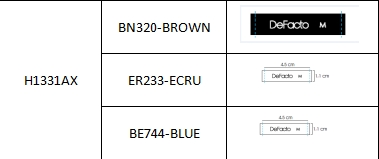 BN320-BROWN
DeFacto M
H1331AX
ER233-ECRU
4.5 cm
DeFacto M
1.1 cm
BE744-BLUE
4.5 cm
DeFacto M
1.1 cm